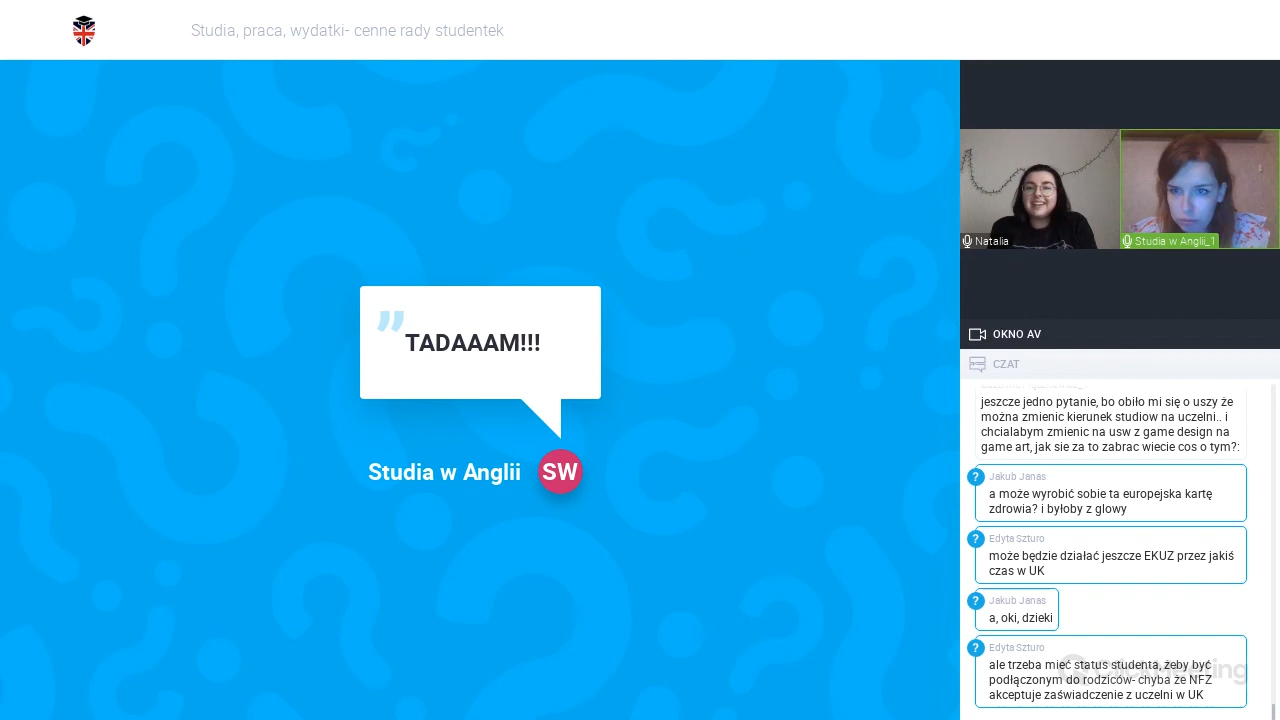 Studia, praca, wydatki- cenne rady studentek
”
TADAAAM!!!
Studia w Anglii
SW
Natalia
Studia w Anglii_1
OKNO AV
CZAT
jeszcze jedno pytanie, bo obiło mi się o uszy że
można zmienic kierunek studiow na uczelni.. i
chcialabym zmienic na usw z game design na
game art, jak sie za to zabrac wiecie cos o tym?:
?
Jakub Janas
a może wyrobić sobie ta europejska kartę
zdrowia? i byłoby z glowy
?
Edyta Szturo
może będzie działać jeszcze EKUZ przez jakiś
czas w UK
?
Jakub Janas
a, oki, dzieki
?
Edyta Szturo
ale trzeba mieć status studenta, żeby być
podłączonym do rodziców- chyba że NFZ
akceptuje zaświadczenie z uczelni w UK